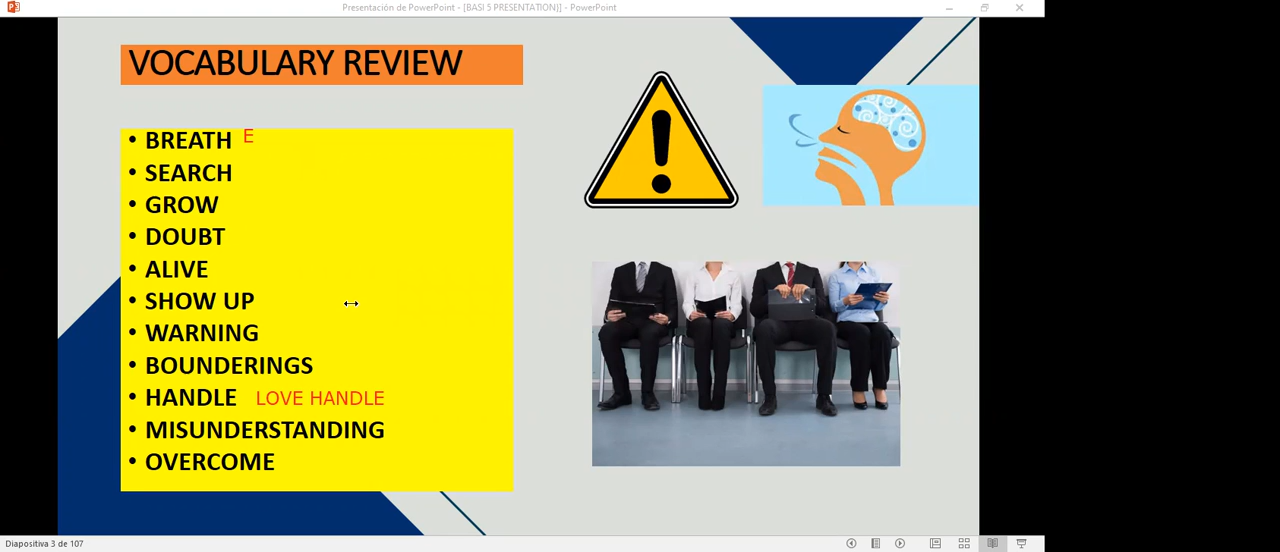 Presentación de PowerPoint - [BASI 5 PRESENTATION)] - PowerPoint
VOCABULARY REVIEW
• BREATH E
• SEARCH
• GROW
• DOUBT
• ALIVE
• SHOW UP
• WARNING
• BOUNDERINGS
• HANDLE LOVE HANDLE
• MISUNDERSTANDING
• OVERCOME
Diapositiva 3 de 107